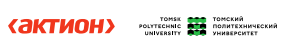 ‹АКТИОН›
TOMSK
POLYTECHNIC
UNIVERSITY
ТОМСКИЙ
ПОЛИТЕХНИЧЕСКИЙ
УНИВЕРСИТЕТ